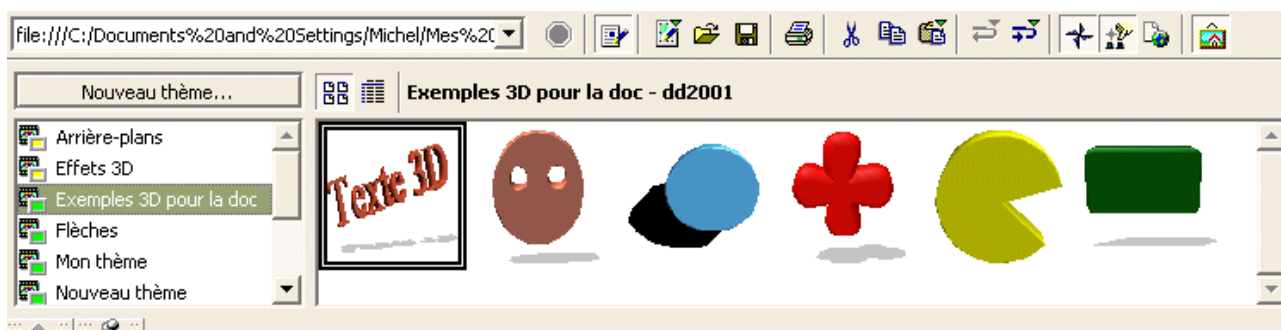 file:///C:/Documents%20and%20Settings/Michel/Mes%20
Nouveau thème...
Exemples 3D pour la doc - dd2001
Arrière-plans
Effets 3D
Exemples 3D pour la doc
Flèches
Mon thème
Nouveau thème
Texte 3D